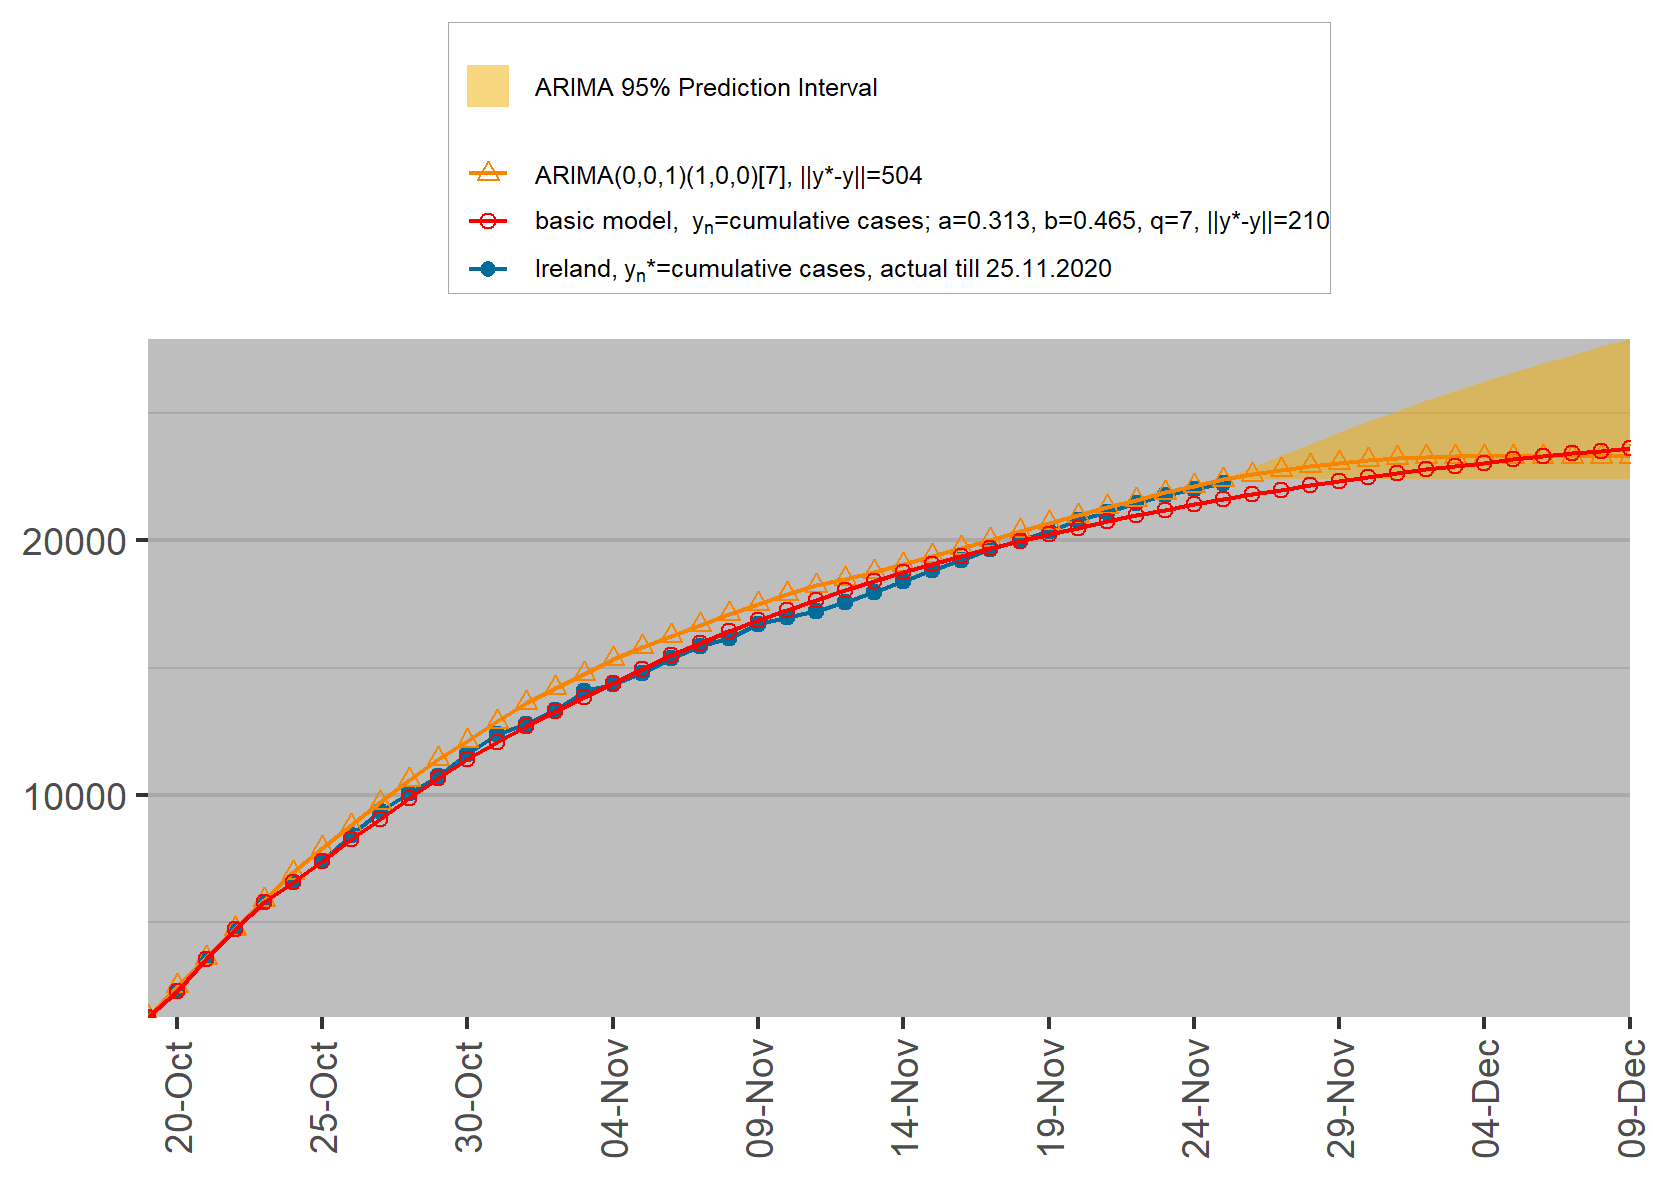 ARIMA 95% Prediction Interval
ARIMA(0,0,1)(1,0,0)[7], ||y*-y||=504
basic model,  yₙ=cumulative cases; a=0.313, b=0.465, q=7, ||y*-y||=210
Ireland, yₙ*=cumulative cases, actual till 25.11.2020
20000
10000
20-Oct
25-Oct
30-Oct
04-Nov
09-Nov
14-Nov
19-Nov
24-Nov
29-Nov
04-Dec
09-Dec